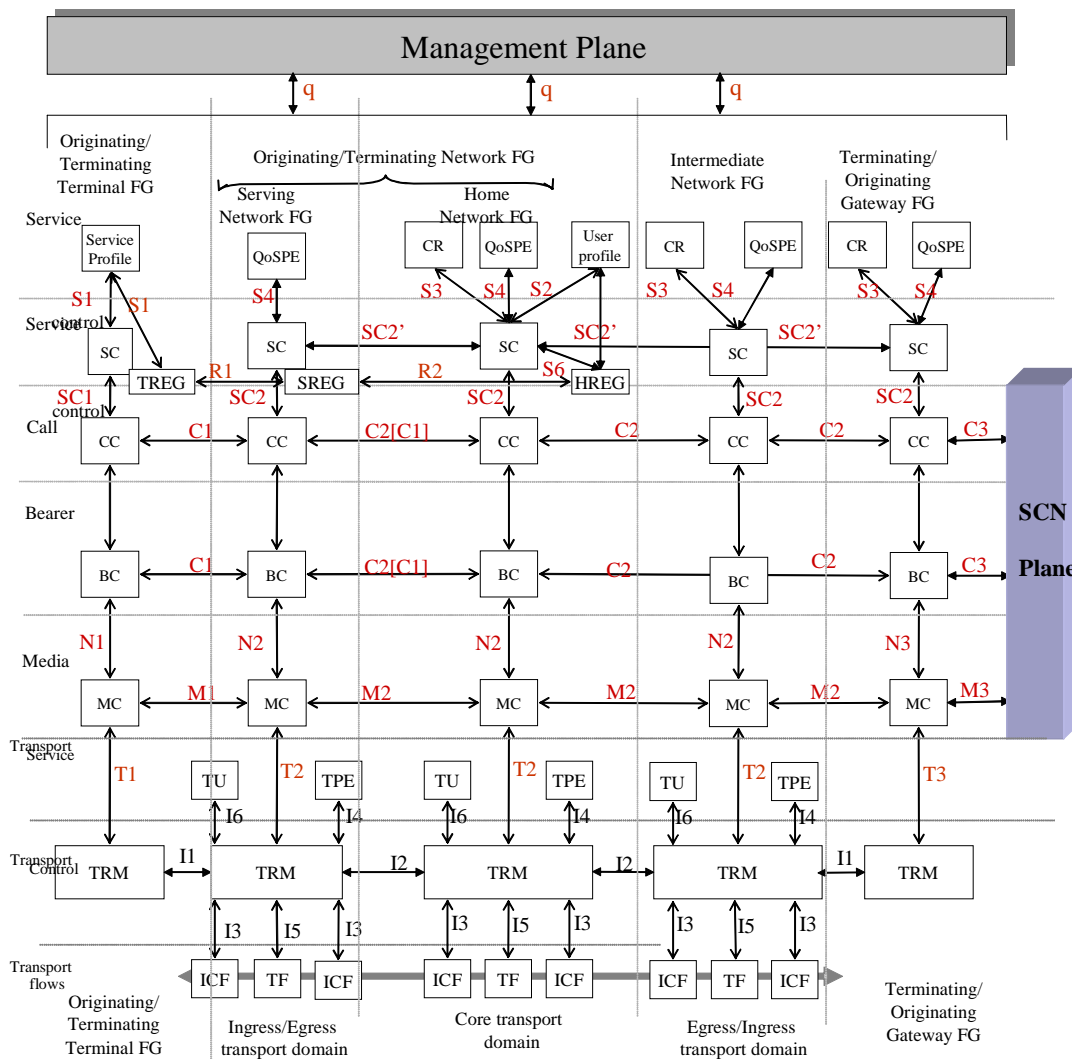 Management Plane
q q q
Originating/
Terminating
Terminal FG
Originating/Terminating Network FG
Serving
Network FG
Home
Network FG
Intermediate
Network FG
Terminating/
Originating
Gateway FG
Service
Service
Profile
QoSPE
CR
QoSPE
User
profile
CR
QoSPE
CR
QoSPE
S1 S1 S4 S3 S4 S2 S3 S4 S3 S4
Service
control
SC SC SC2' SC SC2' SC SC2' SC
TREG R1 SREG R2 S6 HREG
SC1 SC2 SC2 SC2 SC2
control
Call
CC C1 CC C2[C1] CC C2 CC C2 CC C3
Bearer
SCN
Plane
BC C1 BC C2[C1] BC C2 BC C2 BC C3
N1 N2 N2 N2 N3
Media
MC M1 MC M2 MC M2 MC M2 MC M3
Transport
Service
T1 T2 T2 T2 T3
TU TPE TU TPE TU TPE
I6 I4 I6 I4 I6 I4
Transport
Control
TRM I1 TRM I2 TRM I2 TRM I1 TRM
I3 I5 I3 I3 I5 I3 I3 I5 I3
Transport
flows
ICF TF ICF ICF TF ICF ICF TF ICF
Originating/
Terminating
Terminal FG
Ingress/Egress
transport domain
Core transport
domain
Egress/Ingress
transport domain
Terminating/
Originating
Gateway FG